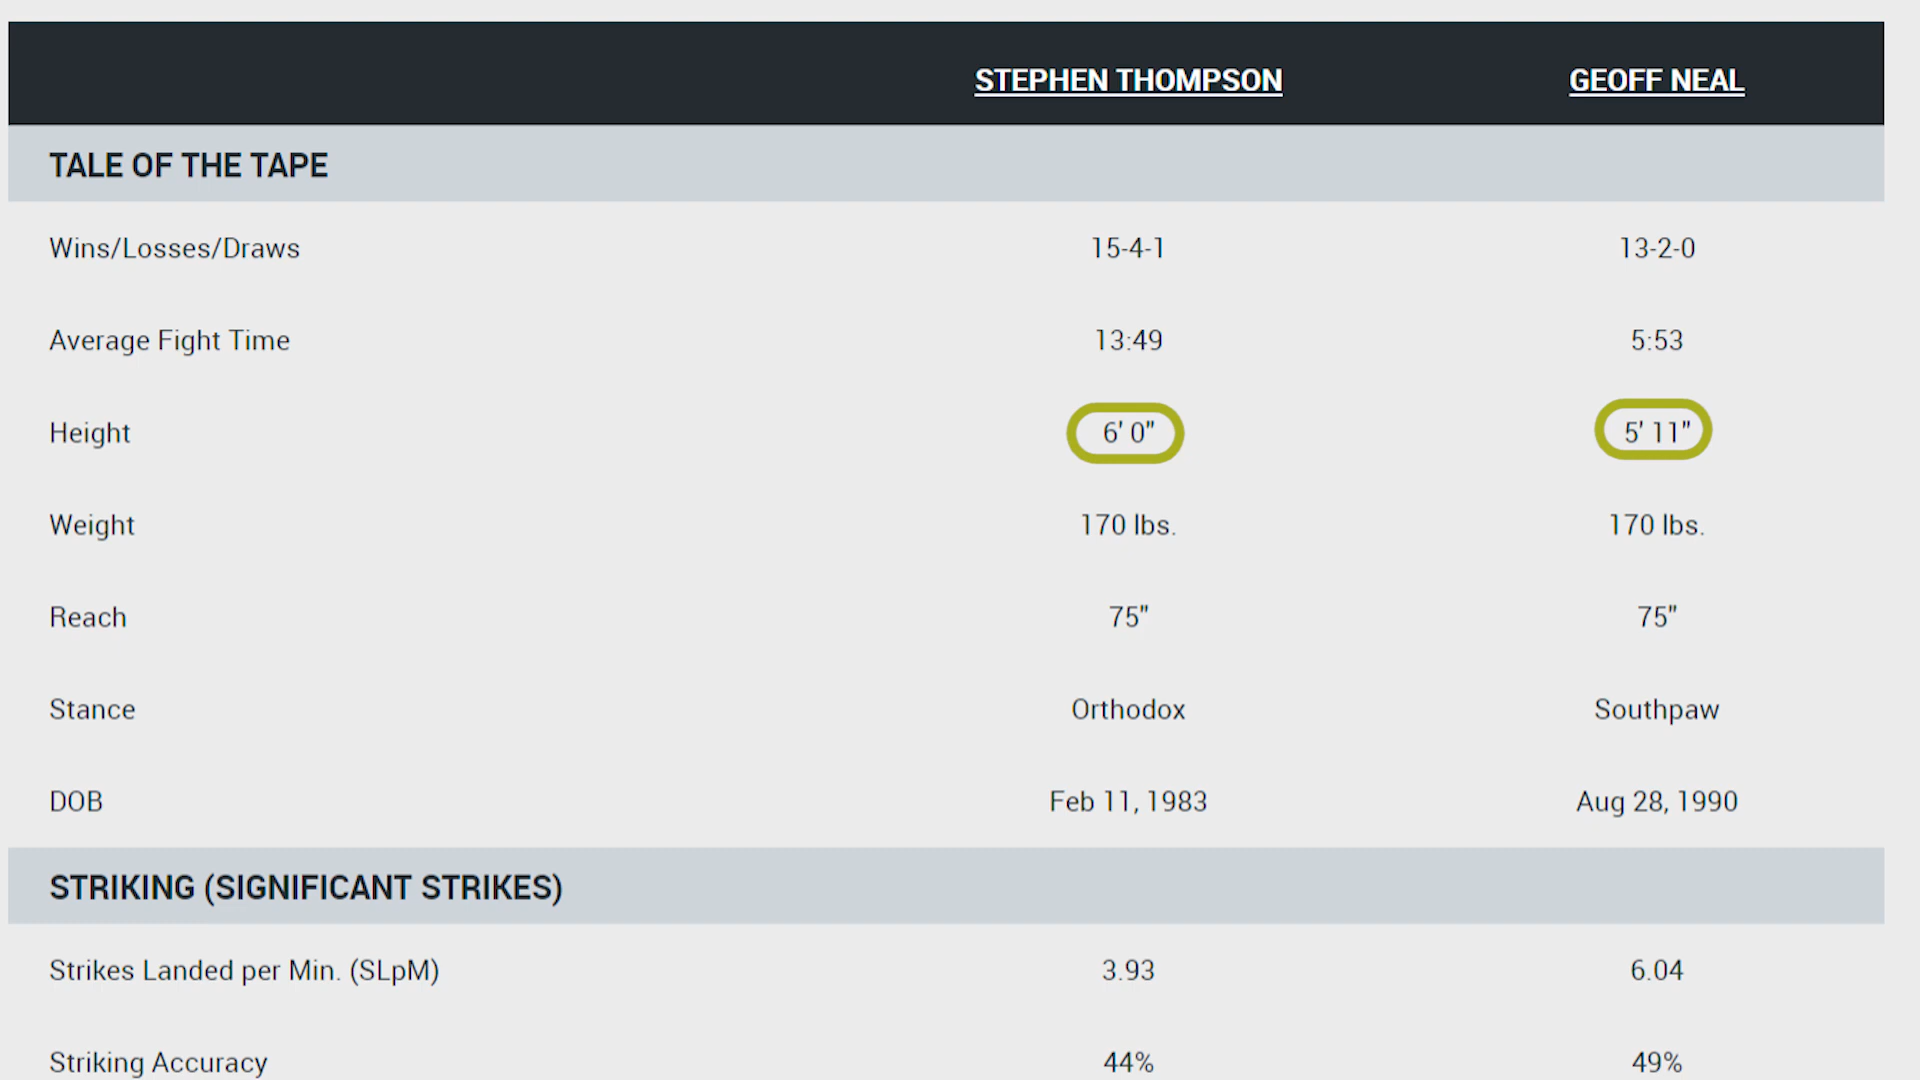 STEPHEN THOMPSON GEOFF NEAL
TALE OF THE TAPE
Wins/Losses/Draws 15-4-1 13-2-0
Average Fight Time 13:49 5:53
Height 6' 0" 5' 11"
Weight 170 lbs. 170 lbs.
Reach 75" 75"
Stance Orthodox Southpaw
DOB Feb 11, 1983 Aug 28, 1990
STRIKING (SIGNIFICANT STRIKES)
Strikes Landed per Min. (SLpM) 3.93 6.04
Striking Accuracy 44% 49%